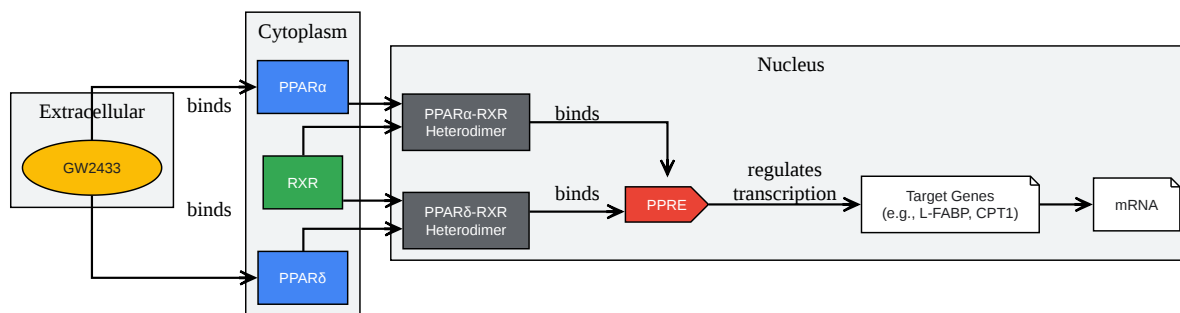 Cytoplasm
Nucleus
PPARα
Extracellular
binds
PPARα-RXR
Heterodimer
binds
GW2433
RXR
regulates
transcription
binds
binds
PPRE
Target Genes
(e.g., L-FABP, CPT1)
mRNA
PPARδ-RXR
Heterodimer
PPARδ